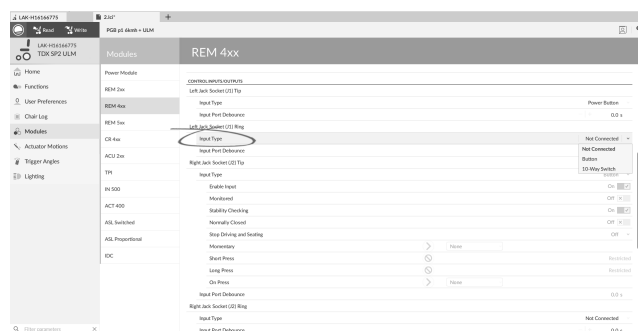 LAK-H16166775
2.lci*
+
Read
Write
PGB p5 6kmh + ULM
LAK-H16166775
TDX SP2 ULM
Modules
REM 4xx
Home
Functions
User Preferences
Chair Log
Modules
Actuator Motions
Trigger Angles
Lighting
Power Module
REM 2xx
REM 4xx
REM 5xx
CR 4xx
ACU 2xx
TPI
IN 500
ACT 400
ASL Switched
ASL Proportional
IDC
CONTROL INPUTS/OUTPUTS
Left Jack Socket (J1) Tip
Input Type Power Button
Input Port Debounce 0.0 s
Left Jack Socket (J1) Ring
Input Type Not Connected
Input Port Debounce Not Connected
Right Jack Socket (J2) Tip Button
10-Way Switch
Input Type Button
Enable Input On
Monitored Off
Stability Checking On
Normally Closed Off
Stop Driving and Seating Off
Momentary None
Short Press Restricted
Long Press Restricted
On Press None
Input Port Debounce 0.0 s
Right Jack Socket (J2) Ring
Input Type Not Connected
Input Port Debounce 0.0 s
Filter parameters X